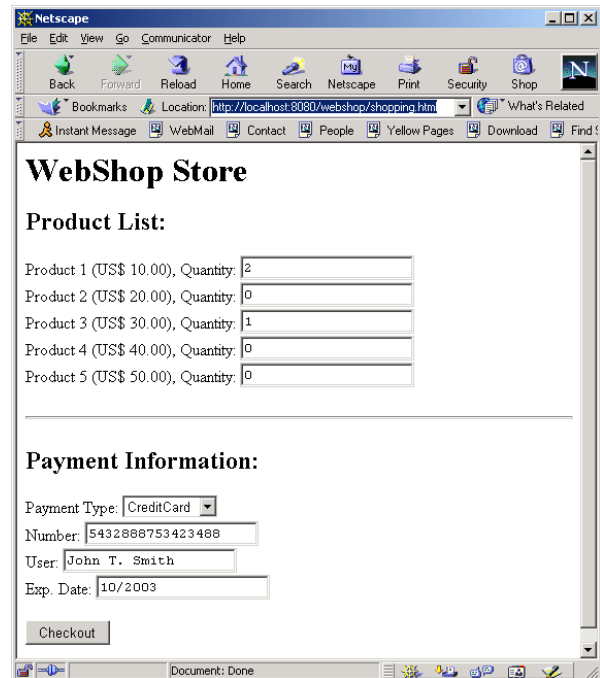 Netscape
File Edit View Go Communicator Help
Back Forward Reload Home Search My Netscape Print Security Shop N
Bookmarks Location: http://localhost:8080/webshop/shopping.htm What's Related
Instant Message WebMail Contact People Yellow Pages Download Find
WebShop Store
Product List:
Product 1 (US$ 10.00), Quantity: 2
Product 2 (US$ 20.00), Quantity: 0
Product 3 (US$ 30.00), Quantity: 1
Product 4 (US$ 40.00), Quantity: 0
Product 5 (US$ 50.00), Quantity: 0
Payment Information:
Payment Type: CreditCard
Number: 5432888753423488
User: John T. Smith
Exp. Date: 10/2003
Checkout
Document: Done